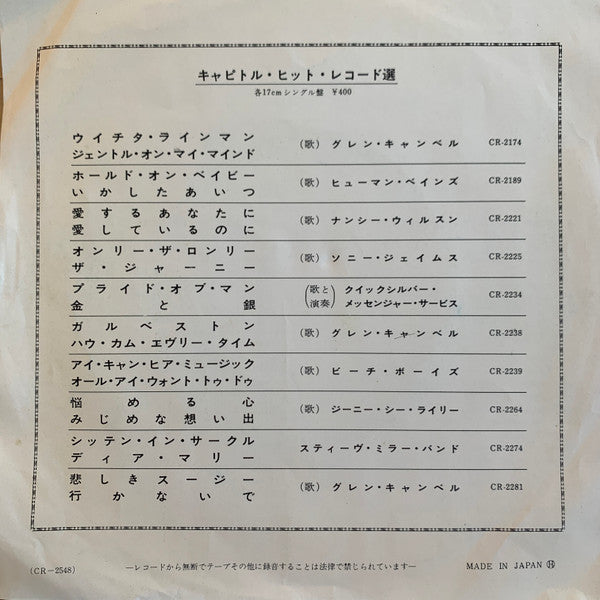 キャピトル・ヒット・レコード選
各17cmシングル盤 ¥400
ウイチタ・ラインマン
ジェントル・オン・マイ・マインド
(歌) グレン・キャンベル CR-2174
ホールド・オン・ベイビー
いかしたあいつ
(歌) ヒューマン・ベインズ CR-2189
愛するあなたに
愛しているのに
(歌) ナンシー・ウィルスン CR-2221
オンリー・ザ・ロンリー
ザ・ジャーニー
(歌) ソニー・ジェイムス CR-2225
プライド・オブ・マン
金と銀
(歌と演奏) クイックシルバー・
メッセンジャー・サービス
CR-2234
ガルベストン
ハウ・カム・エヴリー・タイム
(歌) グレン・キャンベル CR-2238
アイ・キャン・ヒア・ミュージック
オール・アイ・ウォント・トゥ・ドゥ
(歌) ビーチ・ボーイズ CR-2239
悩める心
みじめな想い出
(歌) ジーニー・シー・ライリー CR-2264
シッテン・イン・サークル
ディア・マリー
スティーヴ・ミラー・バンド CR-2274
悲しきスージー
行かないで
(歌) グレン・キャンベル CR-2281
(CR-2548)
―レコードから無断でテープその他に録音することは法律で禁じられています―
MADE IN JAPAN Ⓗ